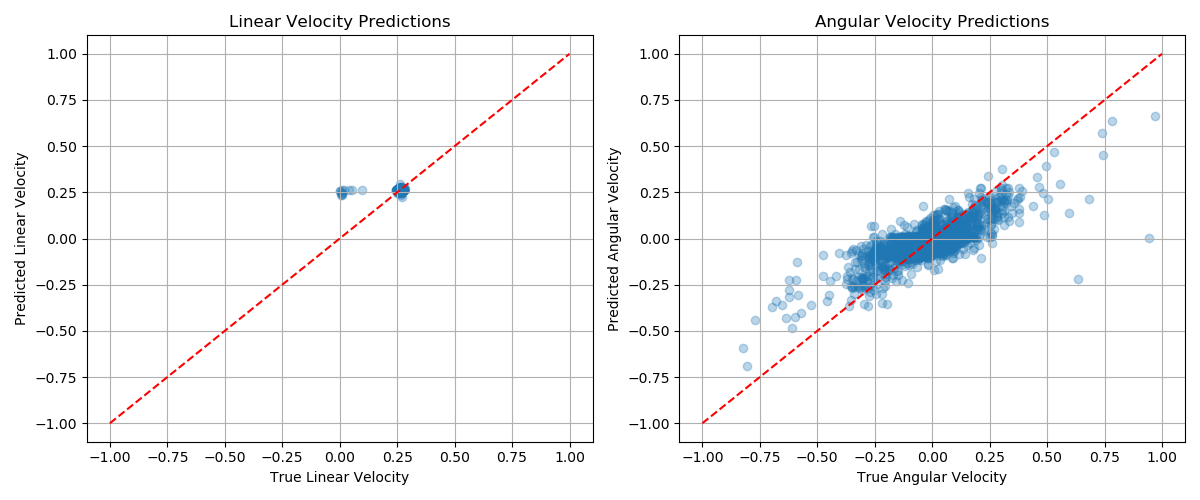 Linear Velocity Predictions
1.00
0.75
0.50
0.25
0.00
−0.25
−0.50
−0.75
−1.00
Predicted Linear Velocity
−1.00 −0.75 −0.50 −0.25 0.00 0.25 0.50 0.75 1.00
True Linear Velocity
Angular Velocity Predictions
1.00
0.75
0.50
0.25
0.00
−0.25
−0.50
−0.75
−1.00
Predicted Angular Velocity
−1.00 −0.75 −0.50 −0.25 0.00 0.25 0.50 0.75 1.00
True Angular Velocity